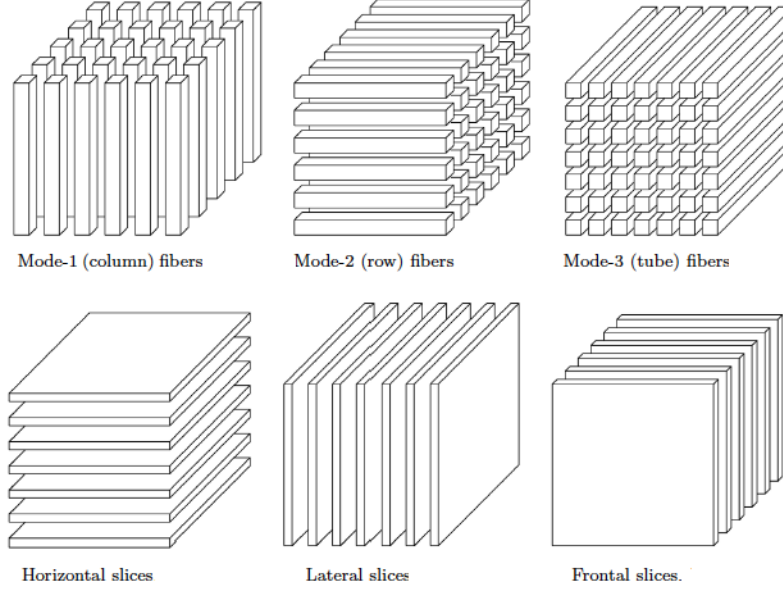 Mode-1 (column) fibers
Mode-2 (row) fibers
Mode-3 (tube) fibers
Horizontal slices
Lateral slices
Frontal slices.